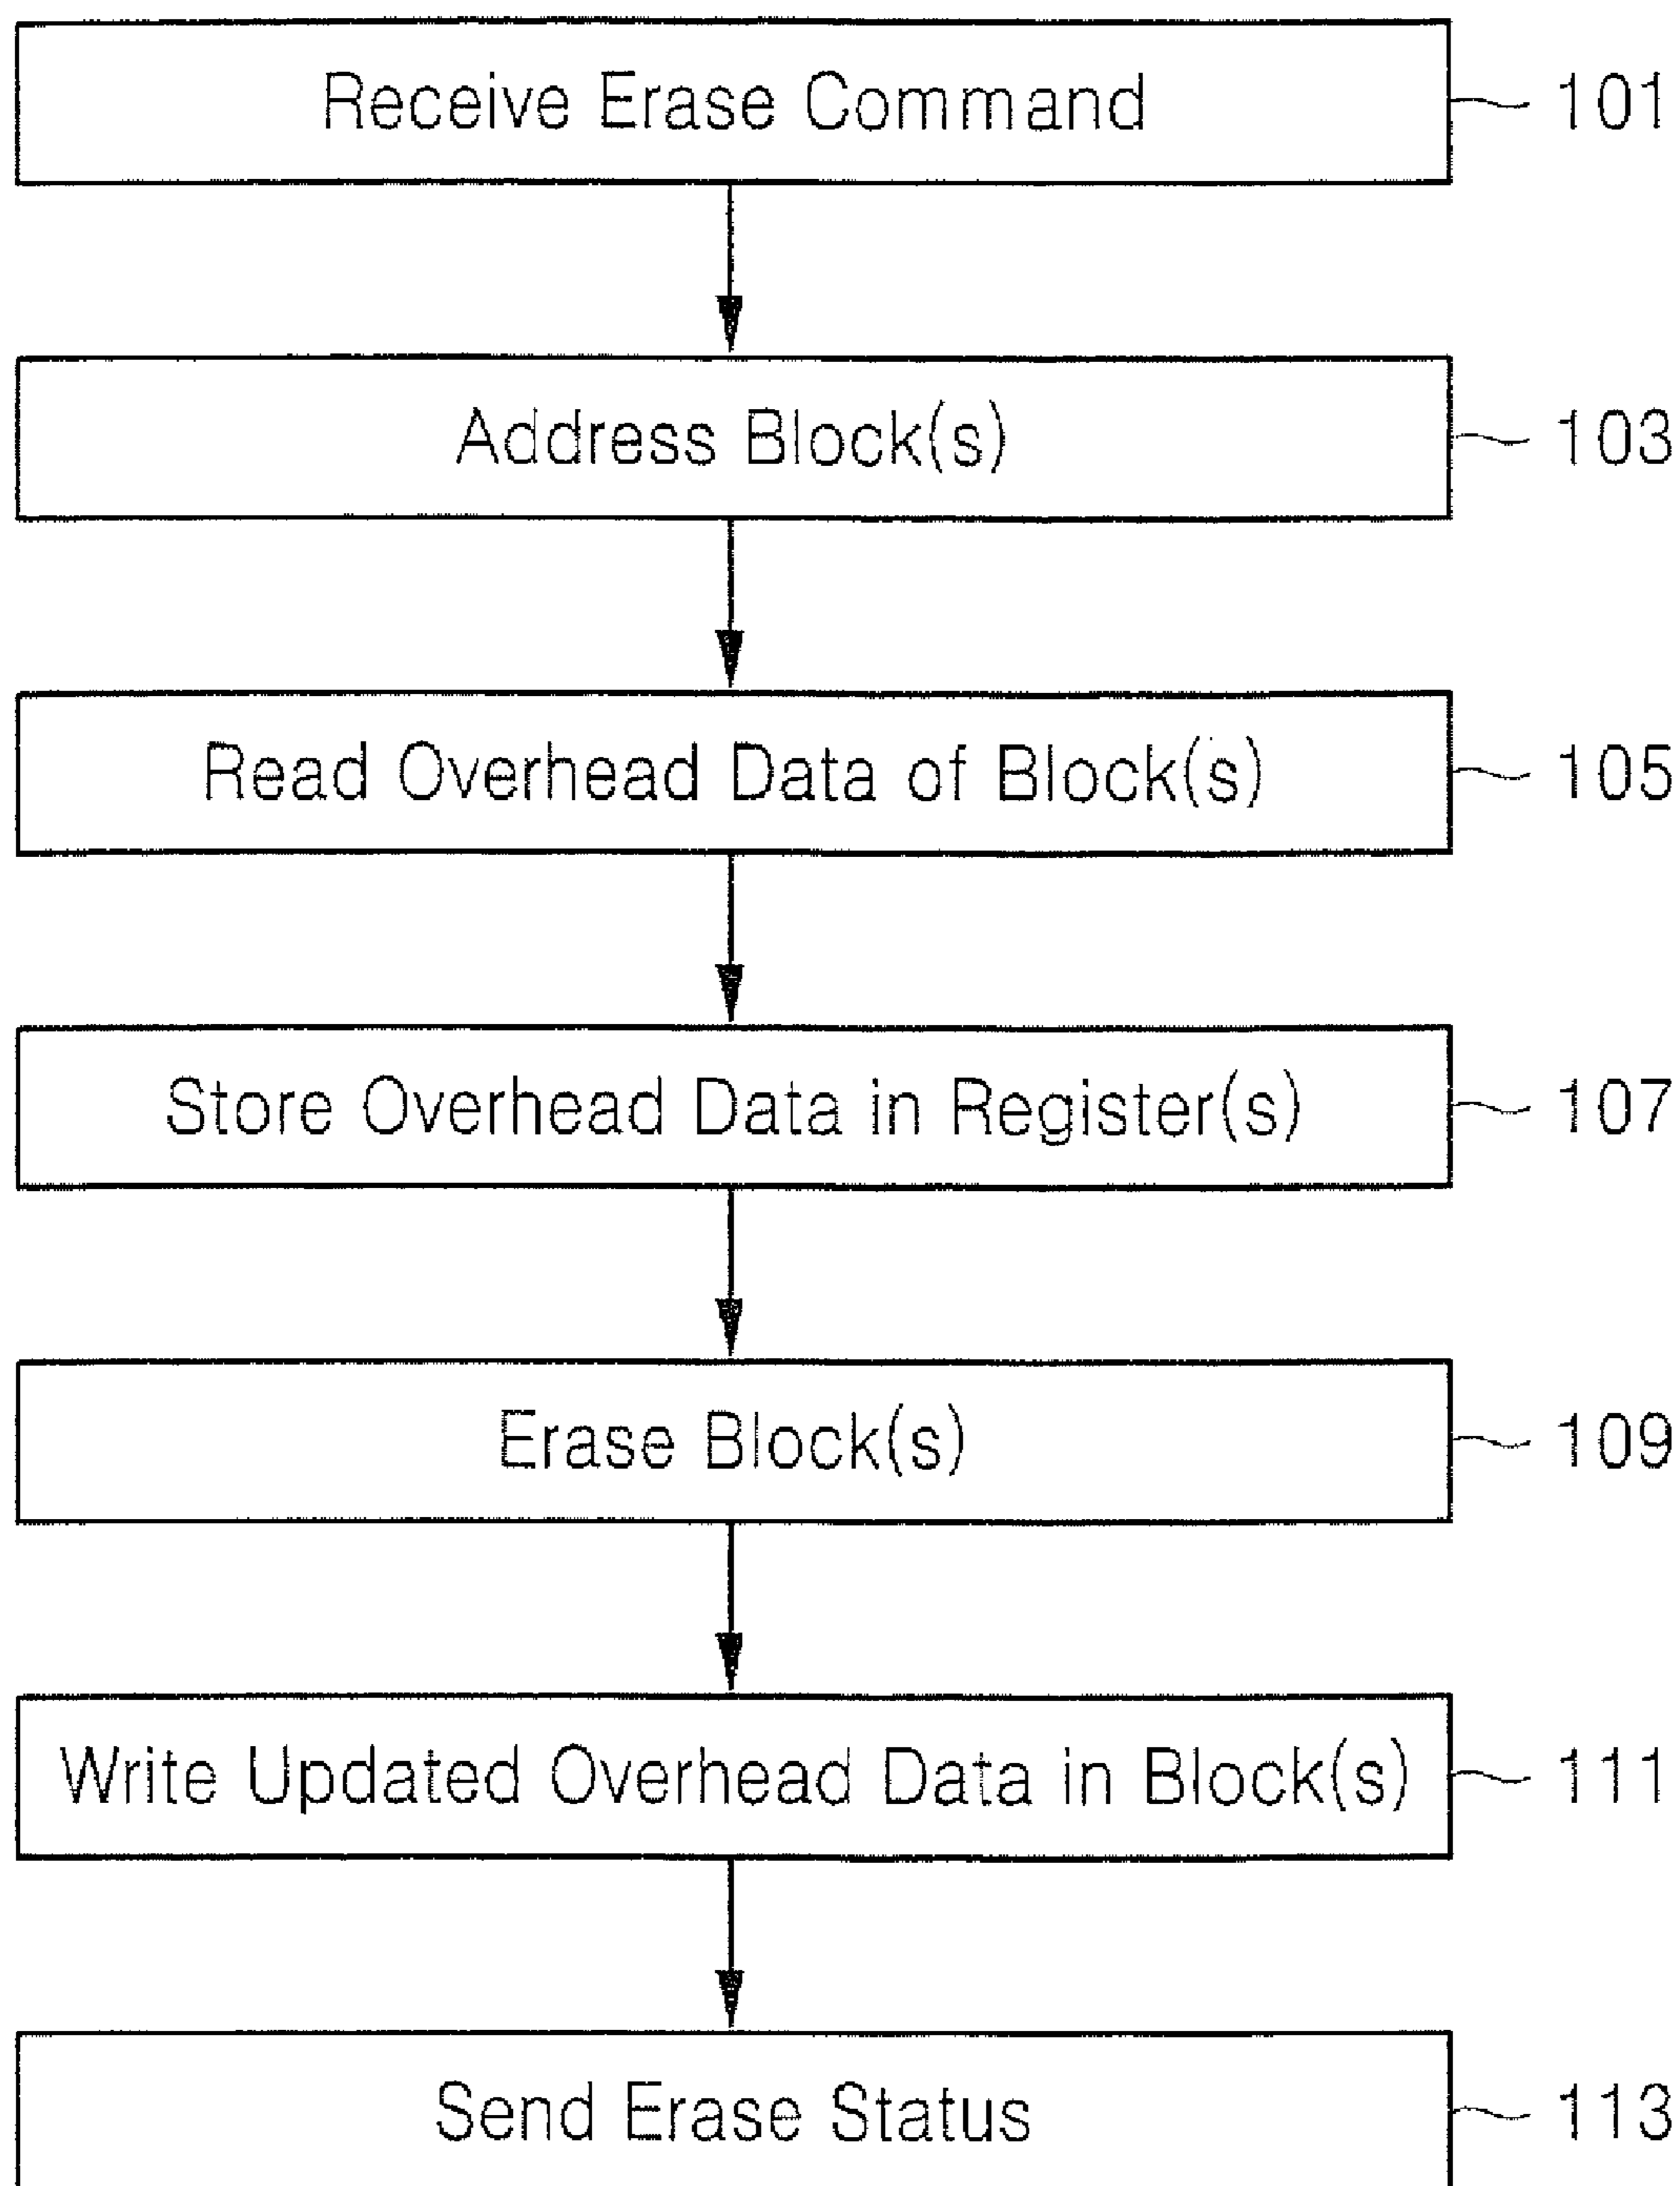 Receive Erase Command 101
Address Block(s) 103
Read Overhead Data of Block(s) 105
Store Overhead Data in Register(s) 107
Erase Block(s) 109
Write Updated Overhead Data in Block(s) 111
Send Erase Status 113